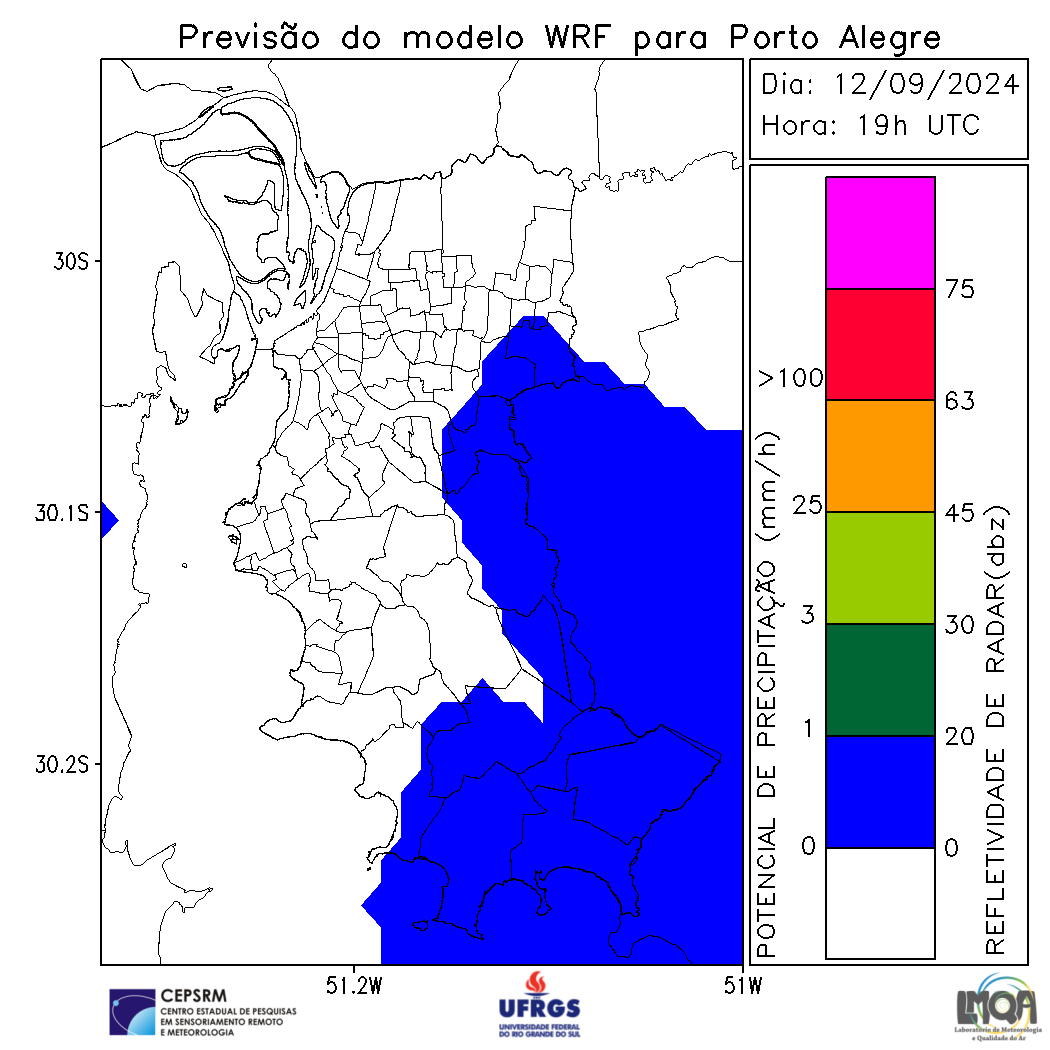 Previsão do modelo WRF para Porto Alegre
Dia: 12/09/2024
Hora: 19h UTC
30S
30.1S
30.2S
51.2W
51W
POTENCIAL DE PRECIPITAÇÃO (mm/h)
>100
25
3
1
0
75
63
45
30
20
0
REFLETIVIDADE DE RADAR(dbz)
CEPSRM
CENTRO ESTADUAL DE PESQUISAS
EM SENSORIAMENTO REMOTO
E METEOROLOGIA
UFRGS
UNIVERSIDADE FEDERAL
DO RIO GRANDE DO SUL
LMQA
Laboratório de Meteorologia
e Qualidade do Ar